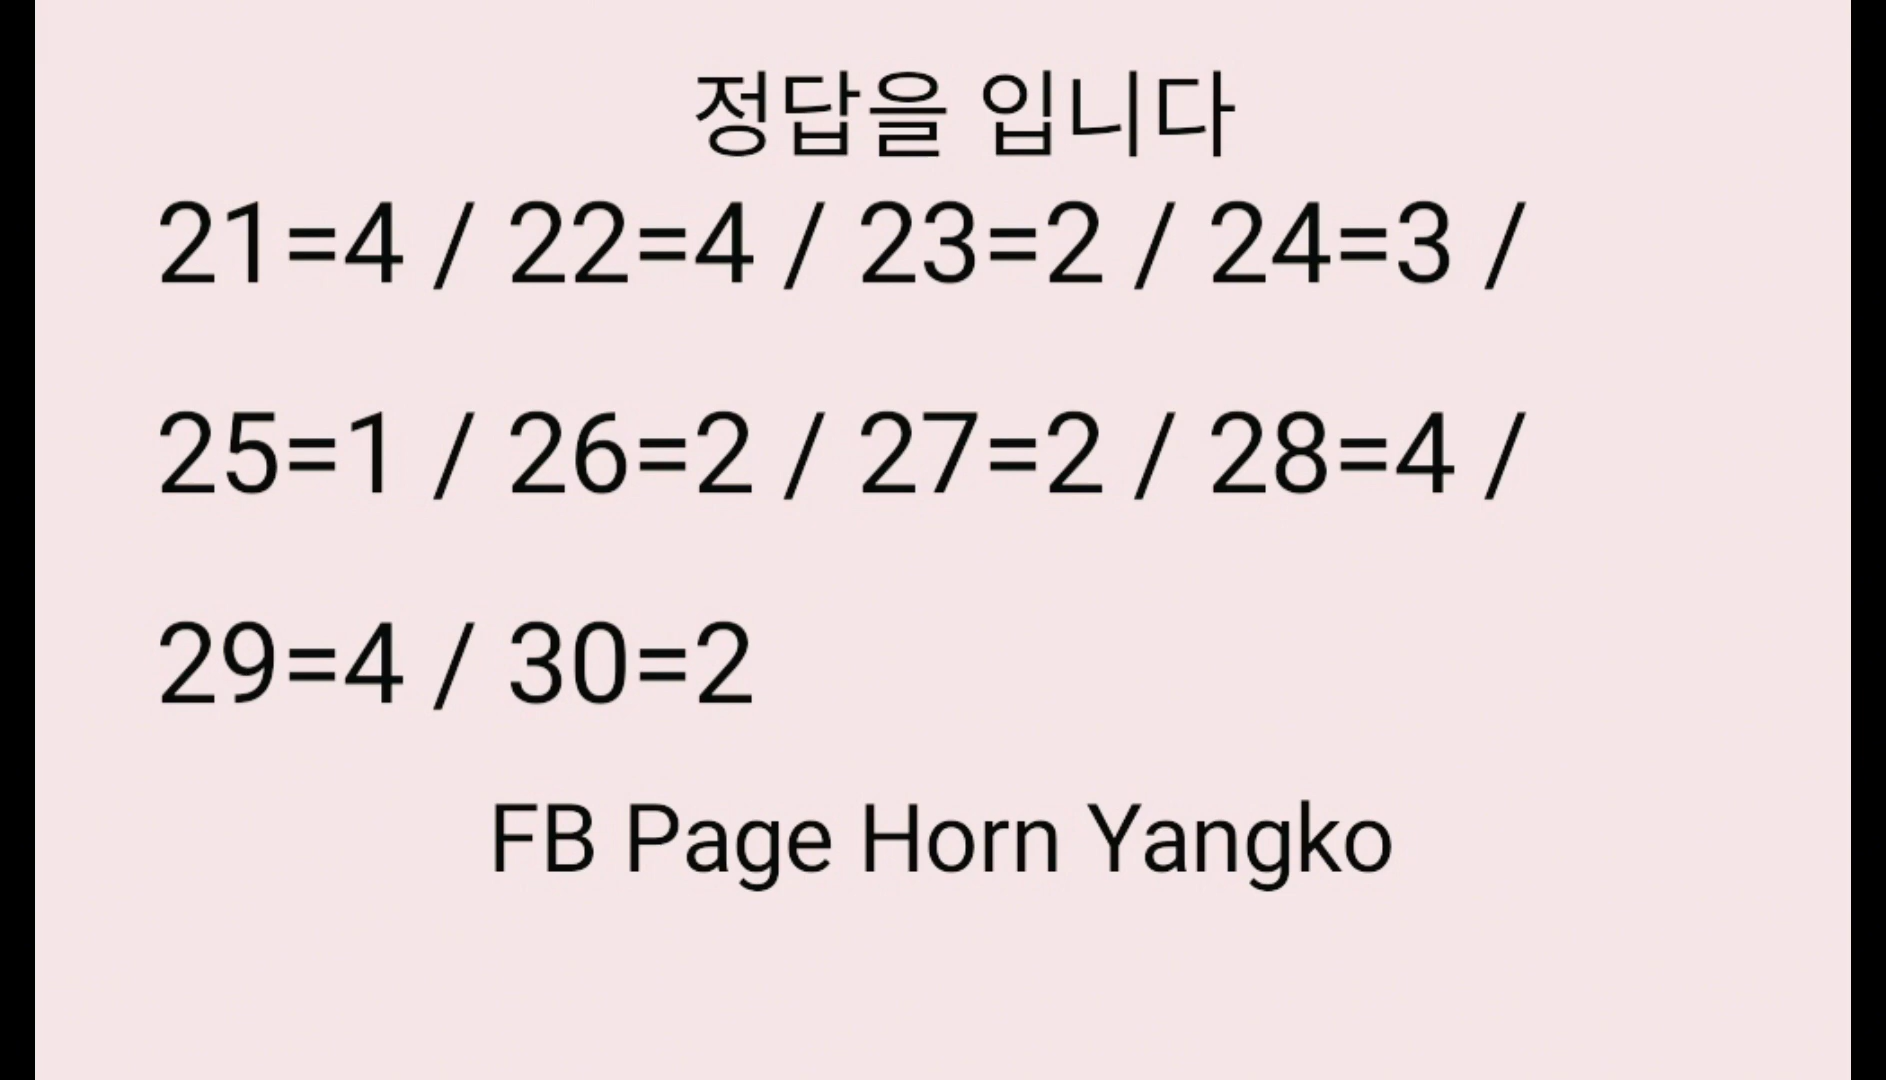 정답을 입니다
21=4 / 22=4 / 23=2 / 24=3 /
25=1 / 26=2 / 27=2 / 28=4 /
29=4 / 30=2
FB Page Horn Yangko